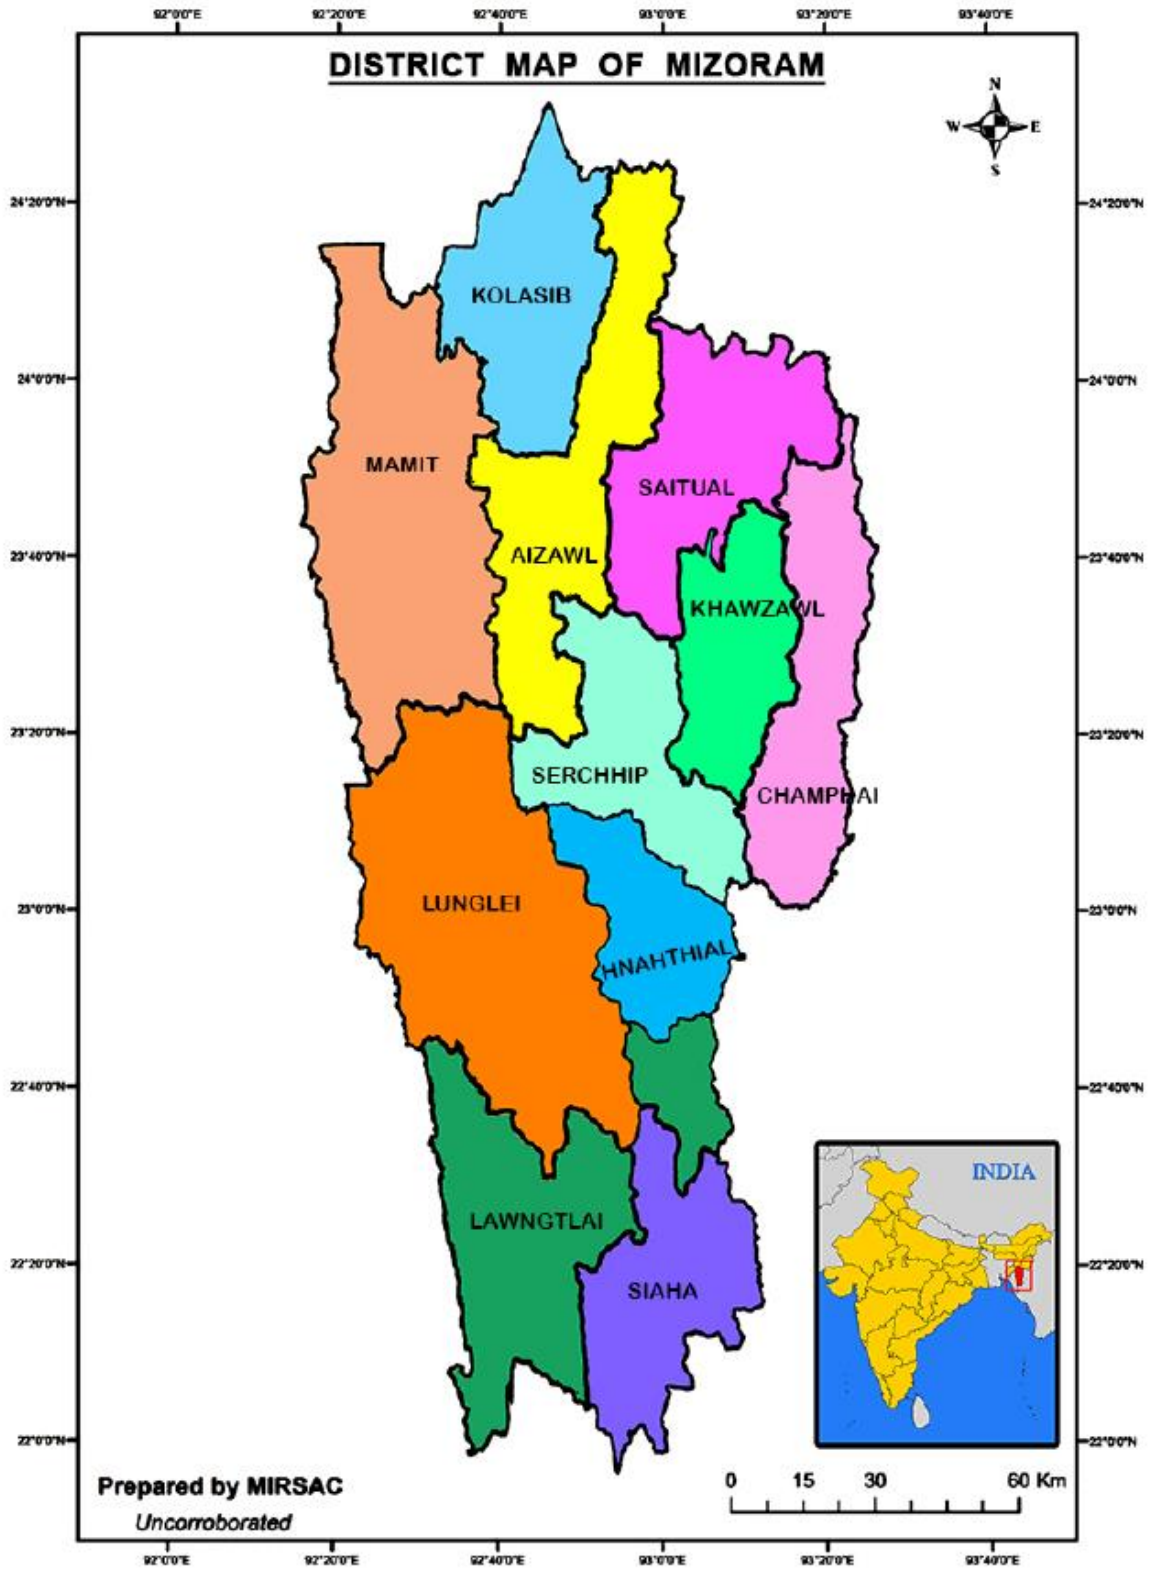 92°0'0"E 92°20'0"E 92°40'0"E 93°0'0"E 93°20'0"E 93°40'0"E
DISTRICT MAP OF MIZORAM
N
W E
S
24°20'0"N 24°20'0"N
KOLASIB
24°0'0"N 24°0'0"N
MAMIT
SAITUAL
23°40'0"N AIZAWL 23°40'0"N
KHAWZAWL
23°20'0"N 23°20'0"N
SERCHHIP
CHAMPHAI
LUNGLEI
23°0'0"N 23°0'0"N
HNAHTHIAL
22°40'0"N 22°40'0"N
INDIA
LAWNGTLAI
22°20'0"N 22°20'0"N
SIAHA
22°0'0"N 22°0'0"N
0 15 30 60 Km
Prepared by MIRSAC
Uncorroborated
92°0'0"E 92°20'0"E 92°40'0"E 93°0'0"E 93°20'0"E 93°40'0"E